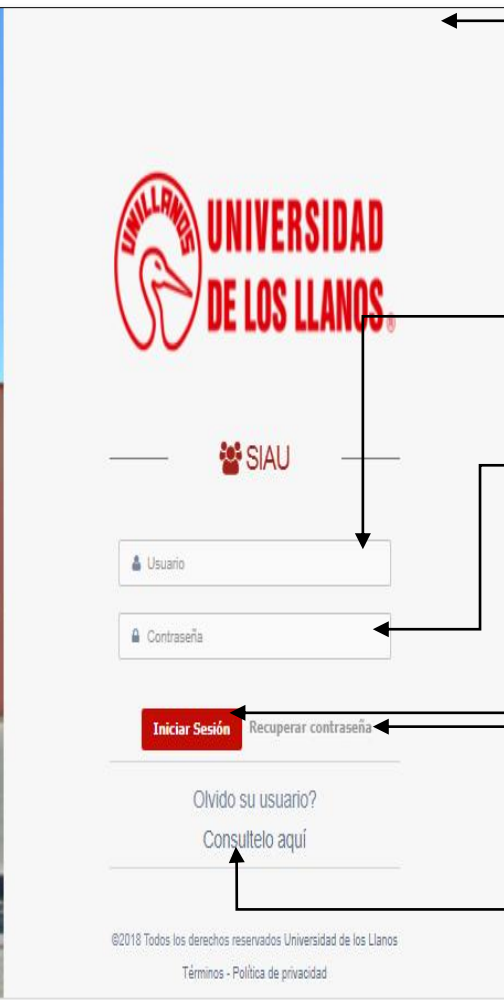 UNILLANOS
UNIVERSIDAD
DE LOS LLANOS®
SIAU
Usuario
Contraseña
Iniciar Sesión Recuperar contraseña
Olvido su usuario?
Consultelo aquí
©2018 Todos los derechos reservados Universidad de los Llanos
Términos - Política de privacidad